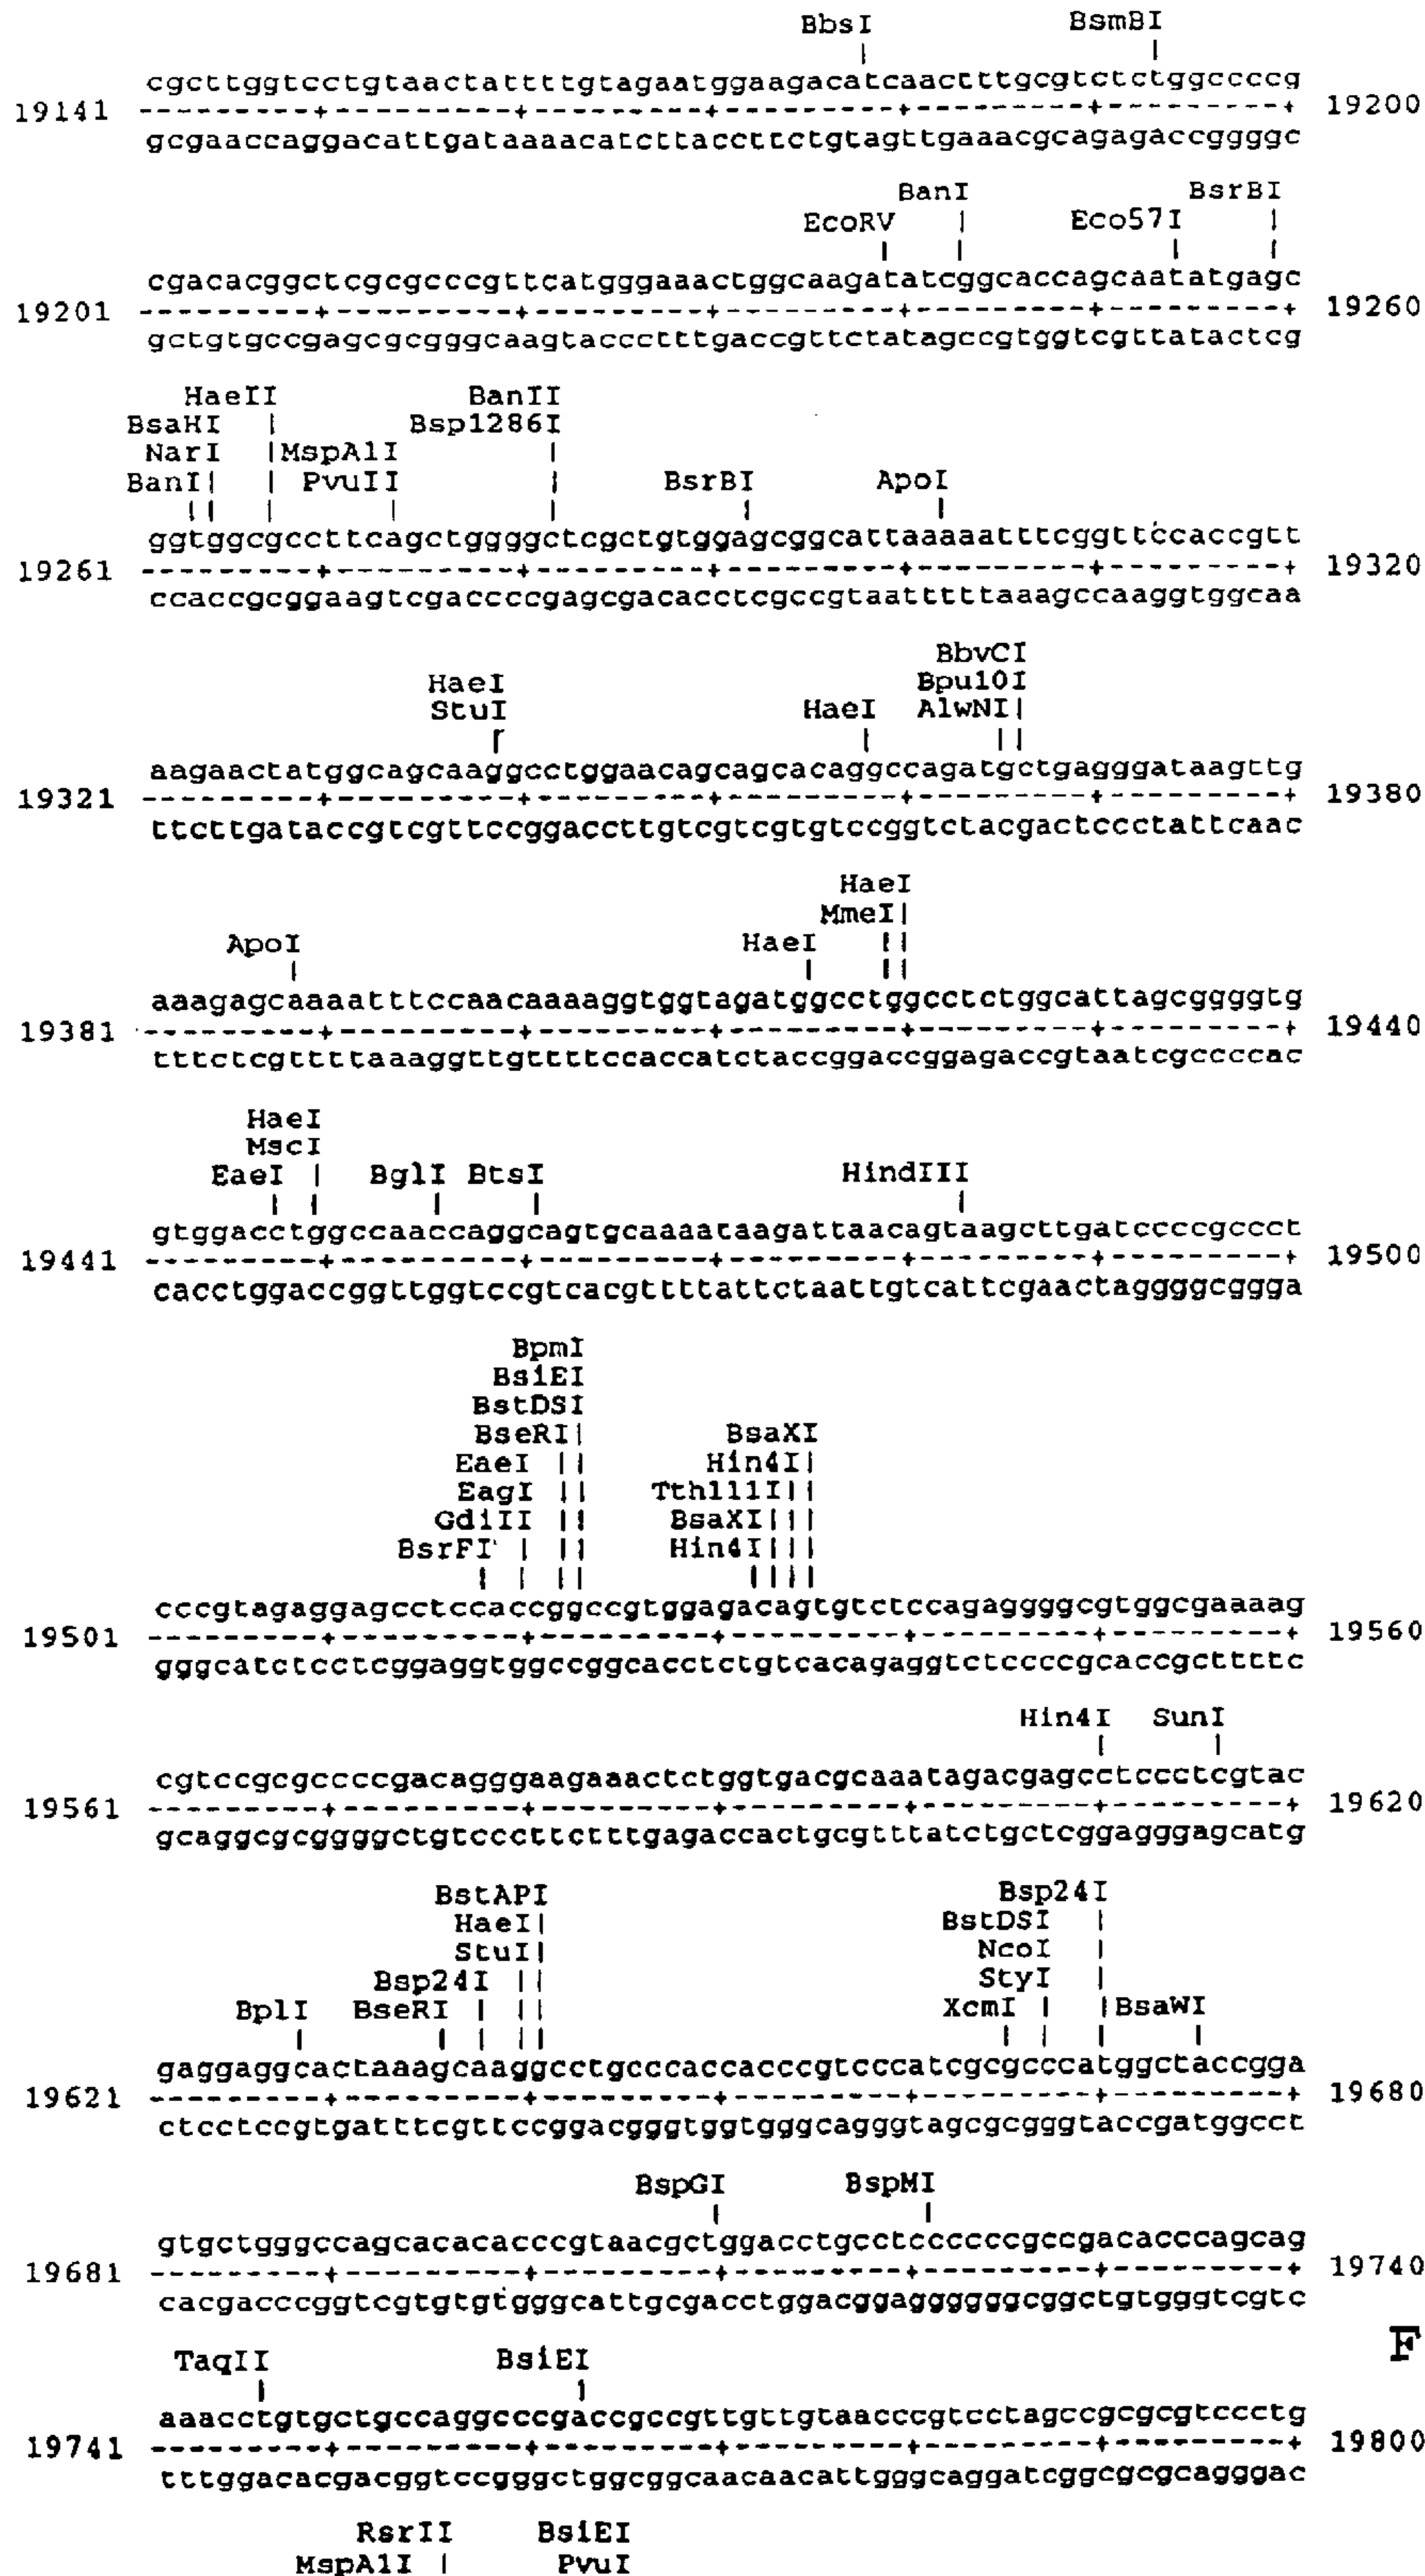 BbsI BsmBI
cgcttggtcctgtaactattttgtagaatggaagacatcaactttgcgtctctggccccg
19141 ---------+---------+---------+---------+---------+---------+ 19200
gcgaaccaggacattgataaaacatcttaccttctgtagttgaaacgcagagaccggggc
BanI BsrBI
EcoRV | Eco57I |
cgacacggctcgcgcccgttcatgggaaactggcaagatatcggcaccagcaatatgagc
19201 ---------+---------+---------+---------+---------+---------+ 19260
gctgtgccgagcgcgggcaagtaccctttgaccgttctatagccgtggtcgttatactcg
HaeII BanII
BsaHI | Bsp1286I
NarI |MspA1I |
BanI| | PvuII | BsrBI ApoI
ggtggcgccttcagctggggctcgctgtggagcggcattaaaaatttcggttccaccgtt
19261 ---------+---------+---------+---------+---------+---------+ 19320
ccaccgcggaagtcgaccccgagcgacacctcgccgtaatttttaaagccaaggtggcaa
BbvCI
HaeI Bpu10I
StuI HaeI AlwNI|
aagaactatggcagcaaggcctggaacagcagcacaggccagatgctgagggataagttg
19321 ---------+---------+---------+---------+---------+---------+ 19380
ttcttgataccgtcgttccggaccttgtcgtcgtgtccggtctacgactccctattcaac
HaeI
MmeI|
ApoI HaeI ||
aaagagcaaaatttccaacaaaaggtggtagatggcctggcctctggcattagcggggtg
19381 ---------+---------+---------+---------+---------+---------+ 19440
tttctcgttttaaaggttgttttccaccatctaccggaccggagaccgtaatcgccccac
HaeI
MscI
EaeI | BglI BtsI HindIII
gtggacctggccaaccaggcagtgcaaaataagattaacagtaagcttgatccccgccct
19441 ---------+---------+---------+---------+---------+---------+ 19500
cacctggaccggttggtccgtcacgttttattctaattgtcattcgaactaggggcggga
BpmI
BsiEI
BstDSI
BseRI| BsaXI
EaeI || Hin4I|
EagI || Tth111I||
GdiII || BsaXI|||
BsrFI | || Hin4I|||
cccgtagaggagcctccaccggccgtggagacagtgtctccagaggggcgtggcgaaaag
19501 ---------+---------+---------+---------+---------+---------+ 19560
gggcatctcctcggaggtggccggcacctctgtcacagaggtctccccgcaccgcttttc
Hin4I SunI
cgtccgcgccccgacagggaagaaactctggtgacgcaaatagacgagcctccctcgtac
19561 ---------+---------+---------+---------+---------+---------+ 19620
gcaggcgcggggctgtcccttctttgagaccactgcgtttatctgctcggagggagcatg
BstAPI Bsp24I
HaeI| BstDSI |
StuI| NcoI |
Bsp24I || StyI |
BplI BseRI | || XcmI | |BsaWI
gaggaggcactaaagcaaggcctgcccaccacccgtcccatcgcgcccatggctaccgga
19621 ---------+---------+---------+---------+---------+---------+ 19680
ctcctccgtgatttcgttccggacgggtggtgggcagggtagcgcgggtaccgatggcct
BspGI BspMI
gtgctgggccagcacacacccgtaacgctggacctgcctccccccgccgacacccagcag
19681 ---------+---------+---------+---------+---------+---------+ 19740
cacgacccggtcgtgtgtgggcattgcgacctggacggaggggggcggctgtgggtcgtc
F
TaqII BsiEI
aaacctgtgctgccaggcccgaccgccgttgttgtaacccgtcctagccgcgcgtccctg
19741 ---------+---------+---------+---------+---------+---------+ 19800
tttggacacgacggtccgggctggcggcaacaacattgggcaggatcggcgcgcagggac
RsrII BsiEI
MspA1I | PvuI